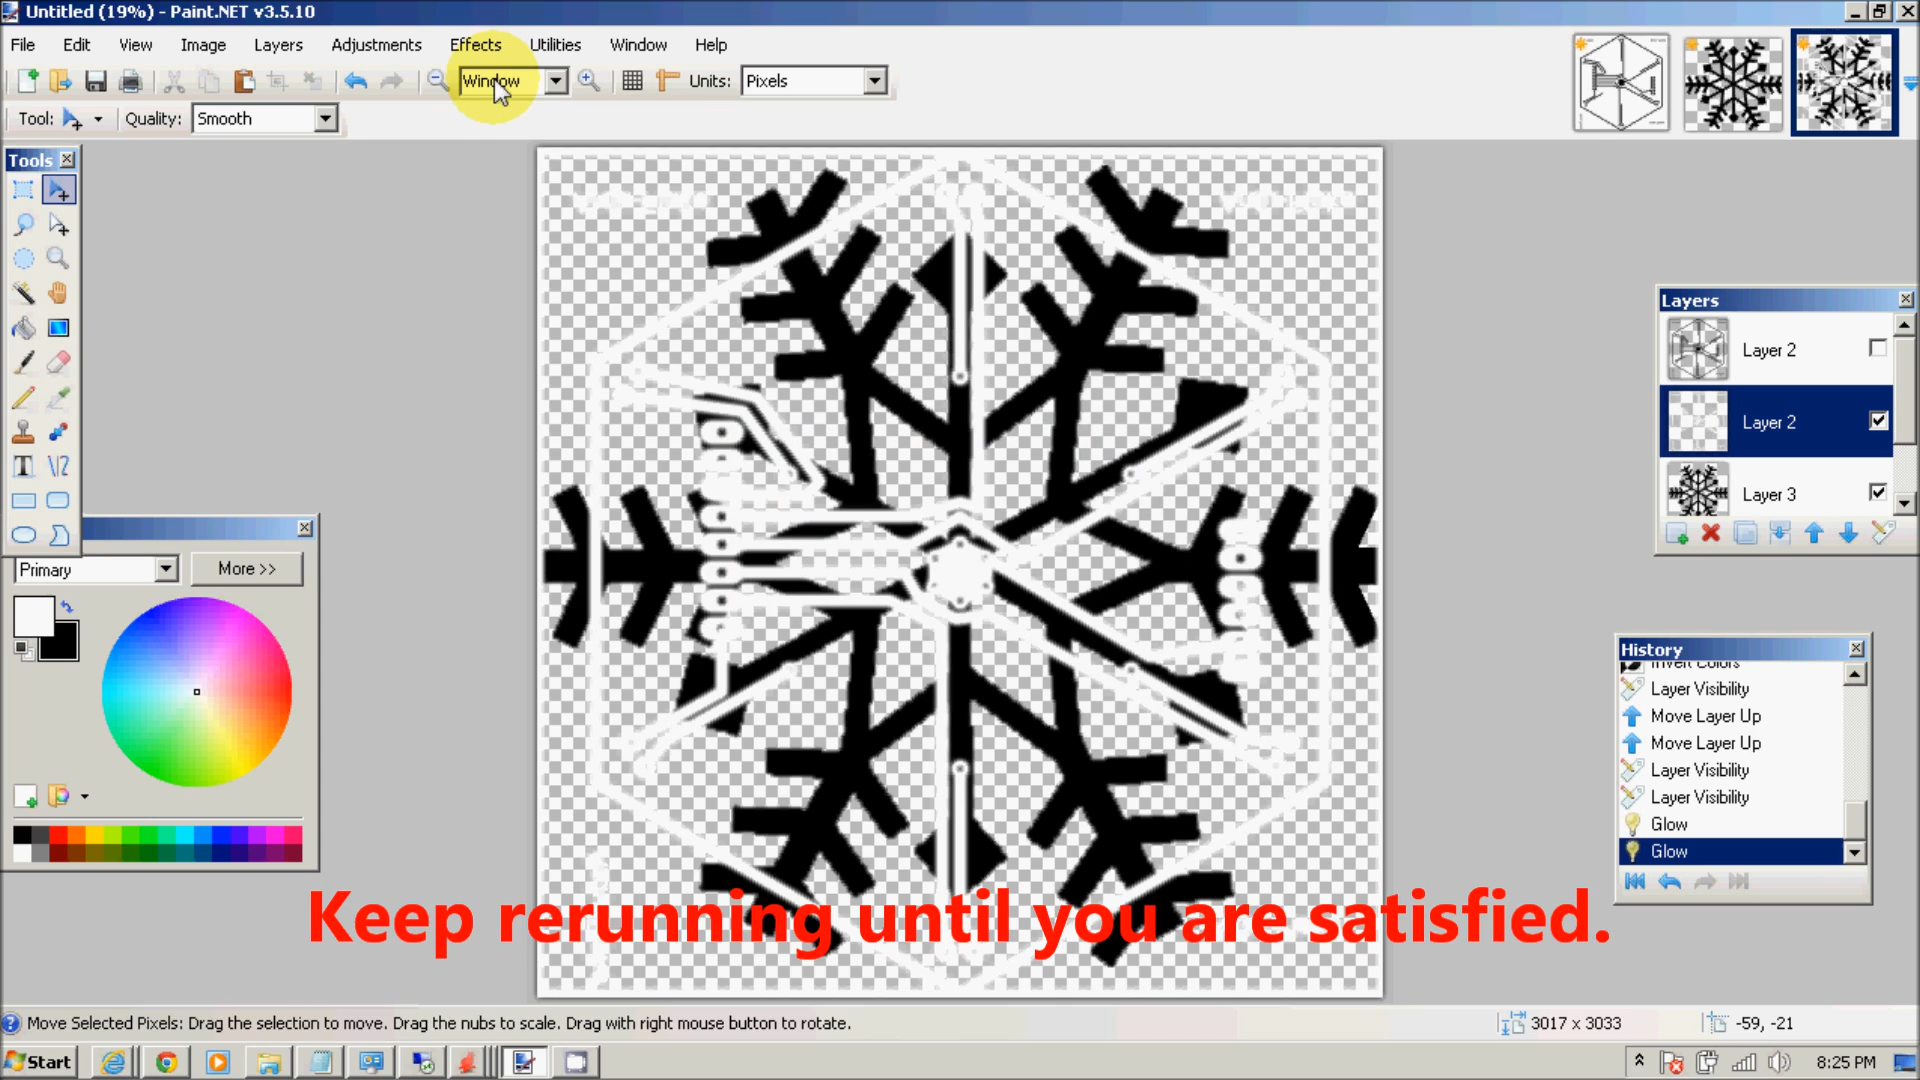 Untitled (19%) - Paint.NET v3.5.10
File Edit View Image Layers Adjustments Effects Utilities Window Help
Window Units: Pixels
Tool: Quality: Smooth
Tools
Layers
Layer 2
Layer 2
Layer 3
Primary More >>
History
Invert Colors
Layer Visibility
Move Layer Up
Move Layer Up
Layer Visibility
Layer Visibility
Glow
Glow
Keep rerunning until you are satisfied.
Move Selected Pixels: Drag the selection to move. Drag the nubs to scale. Drag with right mouse button to rotate.
3017 x 3033
-59, -21
Start
8:25 PM